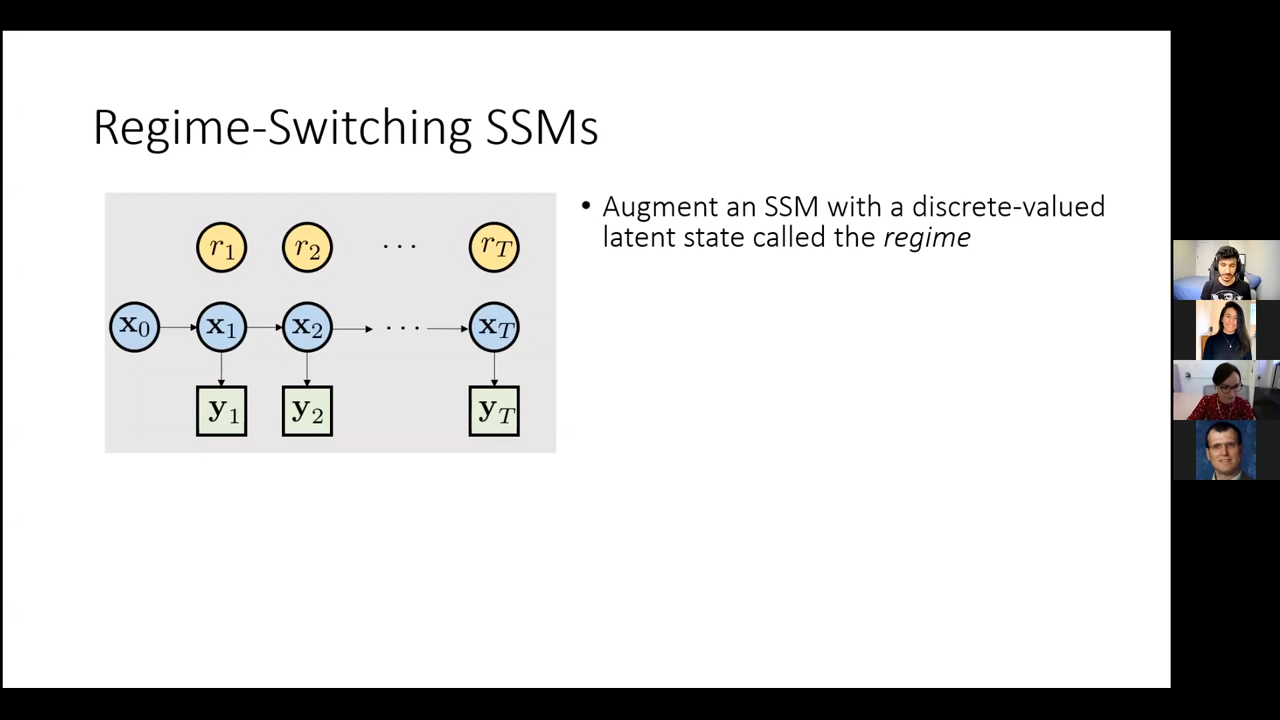 Regime-Switching SSMs
r1 r2 ··· rT
x0 x1 x2 ··· xT
y1 y2 yT
• Augment an SSM with a discrete-valued
latent state called the regime